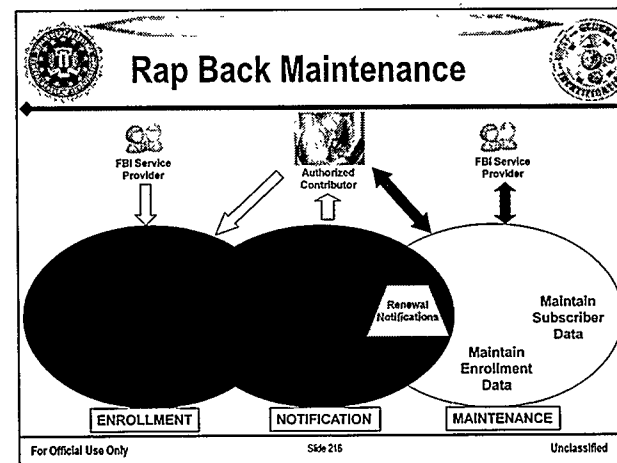 Rap Back Maintenance
FBI Service
Provider
Authorized
Contributor
FBI Service
Provider
Renewal
Notifications
Maintain
Subscriber
Data
Maintain
Enrollment
Data
ENROLLMENT
NOTIFICATION
MAINTENANCE
For Official Use Only
Slide 216
Unclassified